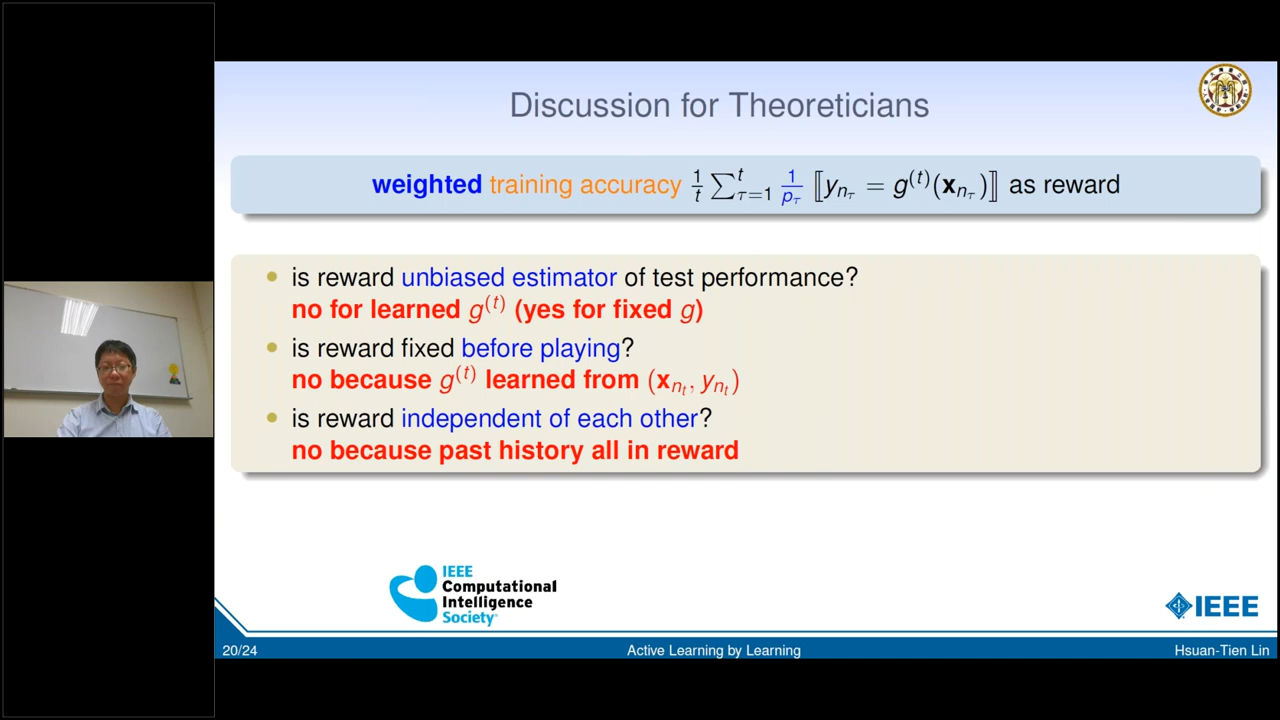 Discussion for Theoreticians
weighted training accuracy 1/t ∑_{τ=1}^{t} 1/p_τ ⟦y_{n_τ} = g^{(t)}(x_{n_τ})⟧ as reward
• is reward unbiased estimator of test performance?
no for learned g^{(t)} (yes for fixed g)
• is reward fixed before playing?
no because g^{(t)} learned from (x_{n_t}, y_{n_t})
• is reward independent of each other?
no because past history all in reward
IEEE
Computational
Intelligence
Society
IEEE
20/24 Active Learning by Learning Hsuan-Tien Lin